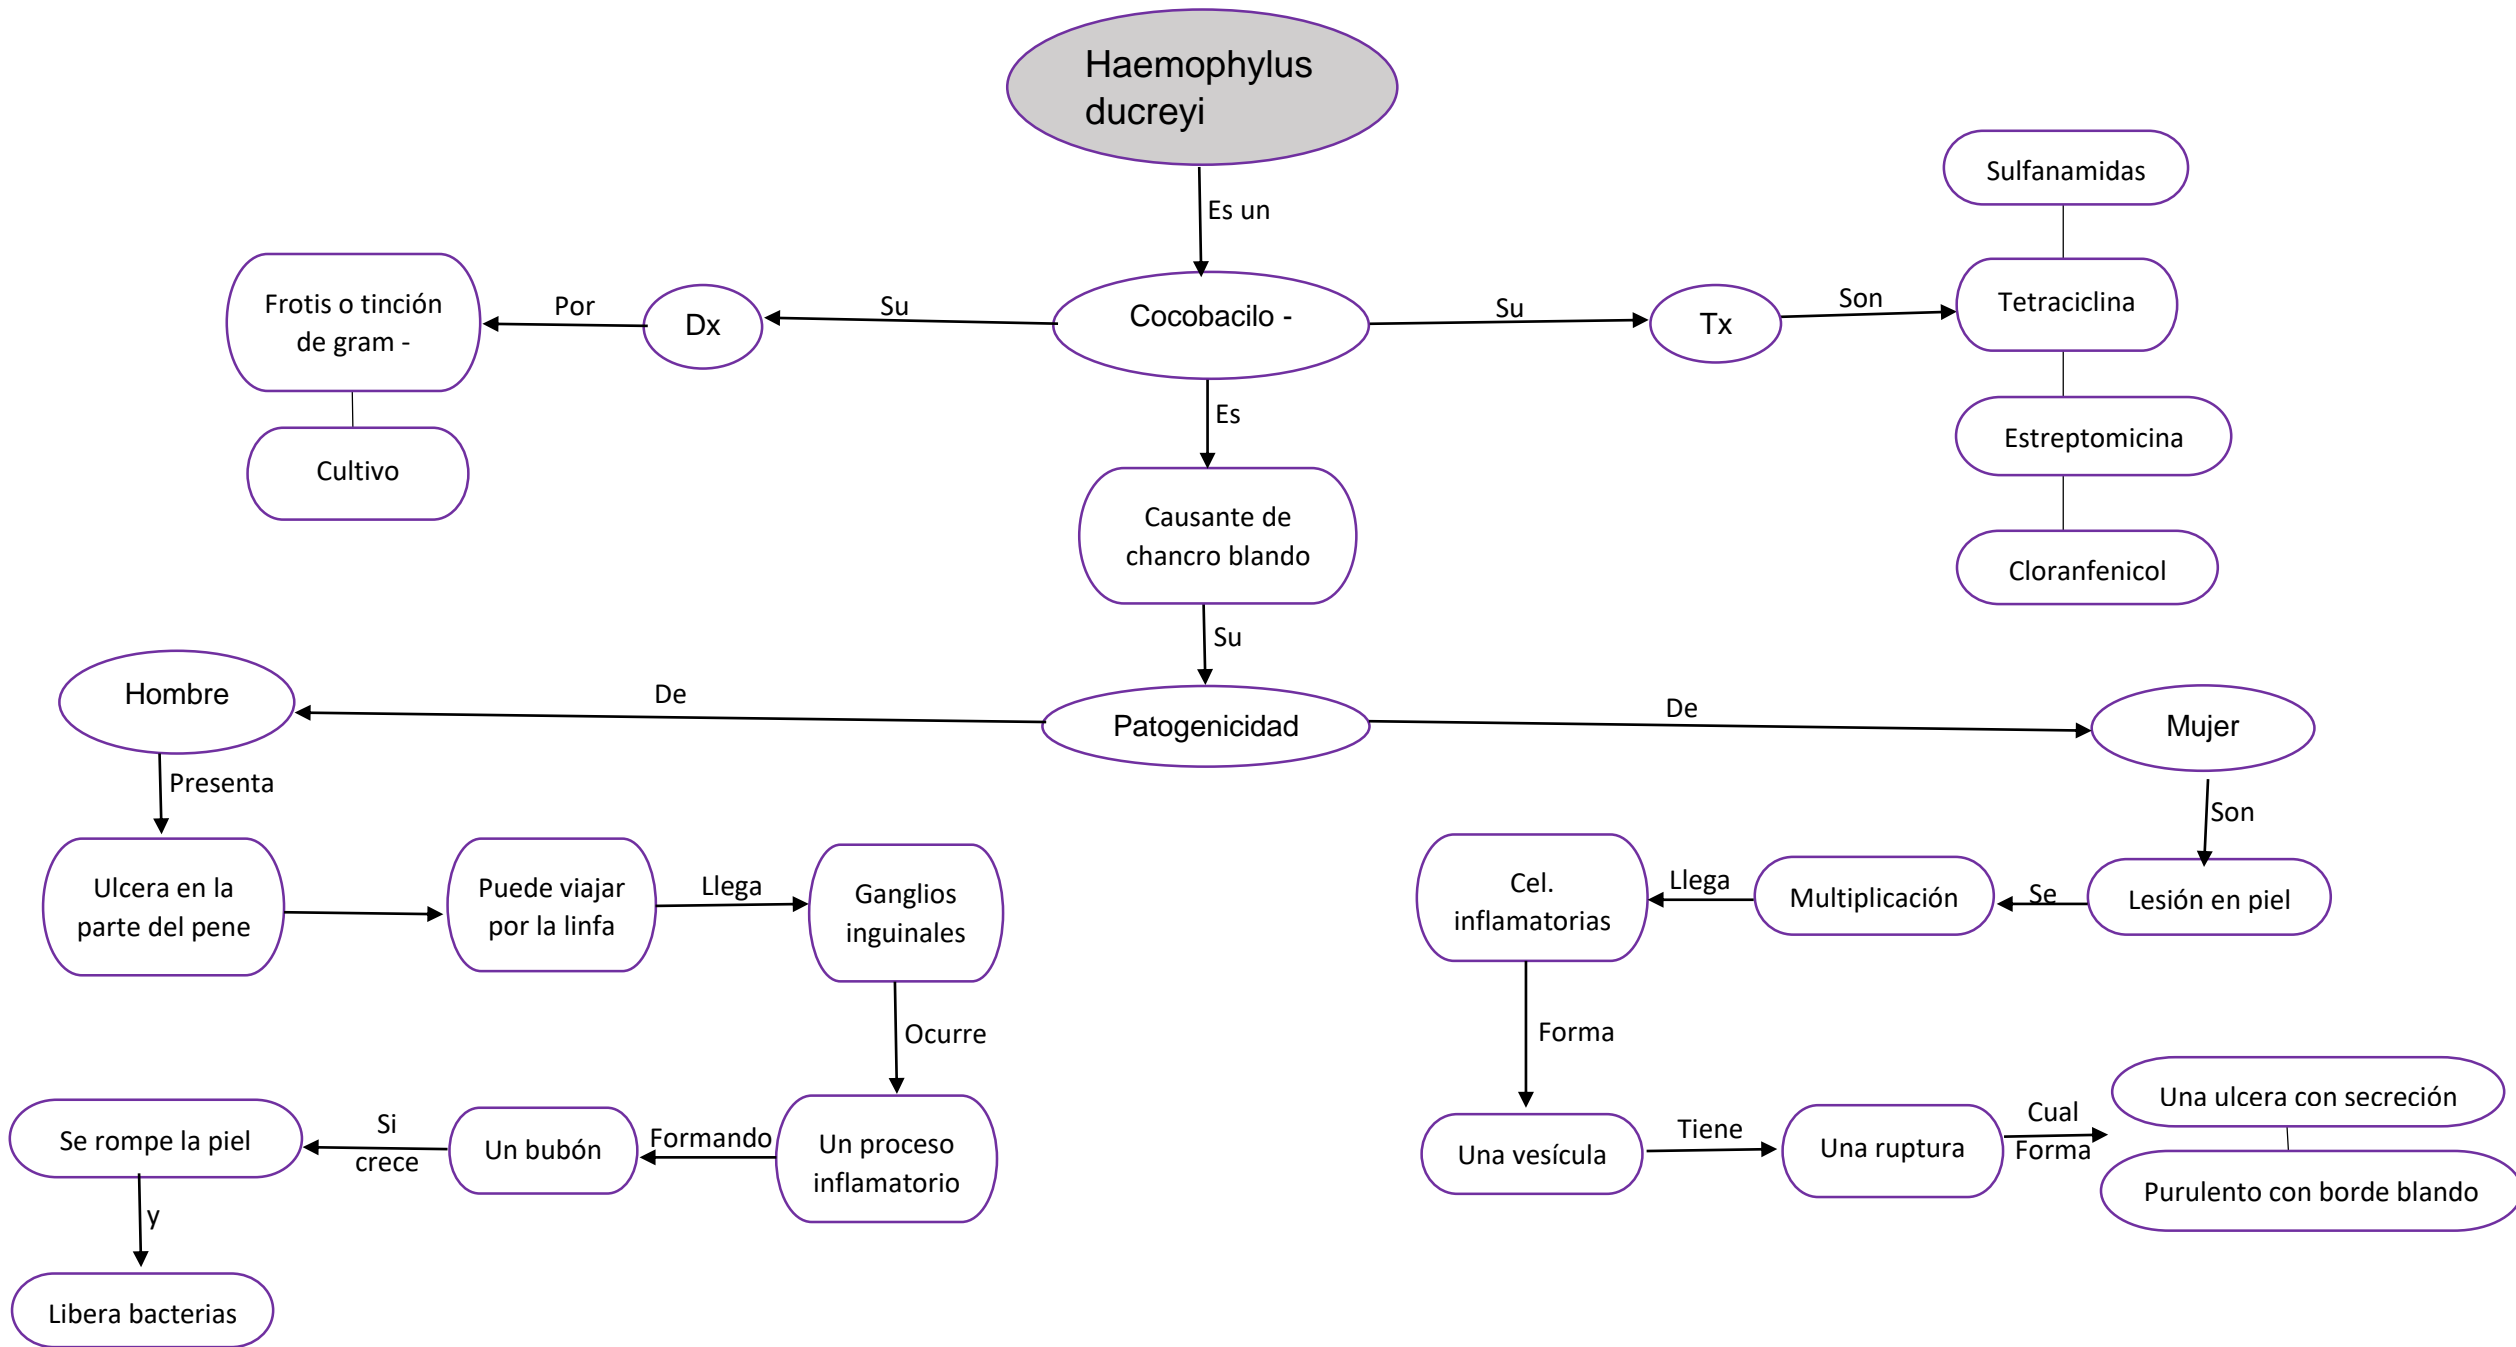 Haemophylus
ducreyi
Es un
Cocobacilo -
Su
Dx
Por
Frotis o tinción
de gram -
Cultivo
Su
Tx
Son
Sulfanamidas
Tetraciclina
Estreptomicina
Cloranfenicol
Es
Causante de
chancro blando
Su
Patogenicidad
De
Hombre
Presenta
Ulcera en la
parte del pene
Puede viajar
por la linfa
Llega
Ganglios
inguinales
Ocurre
Un proceso
inflamatorio
Formando
Un bubón
Si
crece
Se rompe la piel
y
Libera bacterias
De
Mujer
Son
Lesión en piel
Se
Multiplicación
Llega
Cel.
inflamatorias
Forma
Una vesícula
Tiene
Una ruptura
Cual
Forma
Una ulcera con secreción
Purulento con borde blando